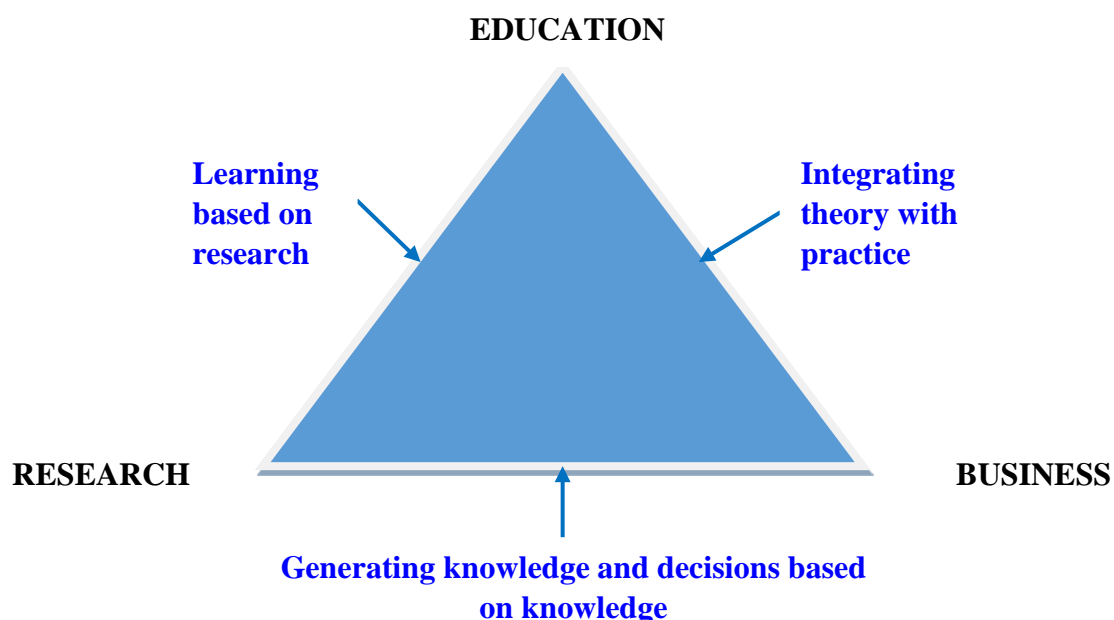 EDUCATION
Learning
based on
research
Integrating
theory with
practice
RESEARCH
BUSINESS
Generating knowledge and decisions based
on knowledge